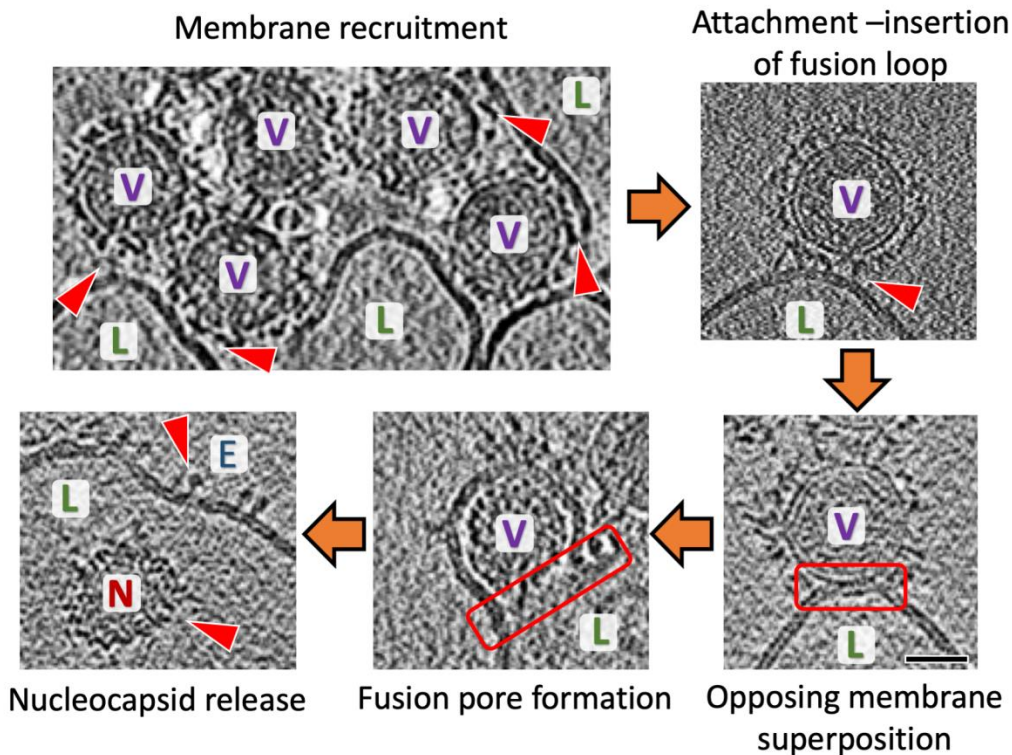 Membrane recruitment
Attachment –insertion
of fusion loop
L
V
V
V
V
V
L
L
V
L
E
L
N
V
L
V
L
Nucleocapsid release
Fusion pore formation
Opposing membrane
superposition